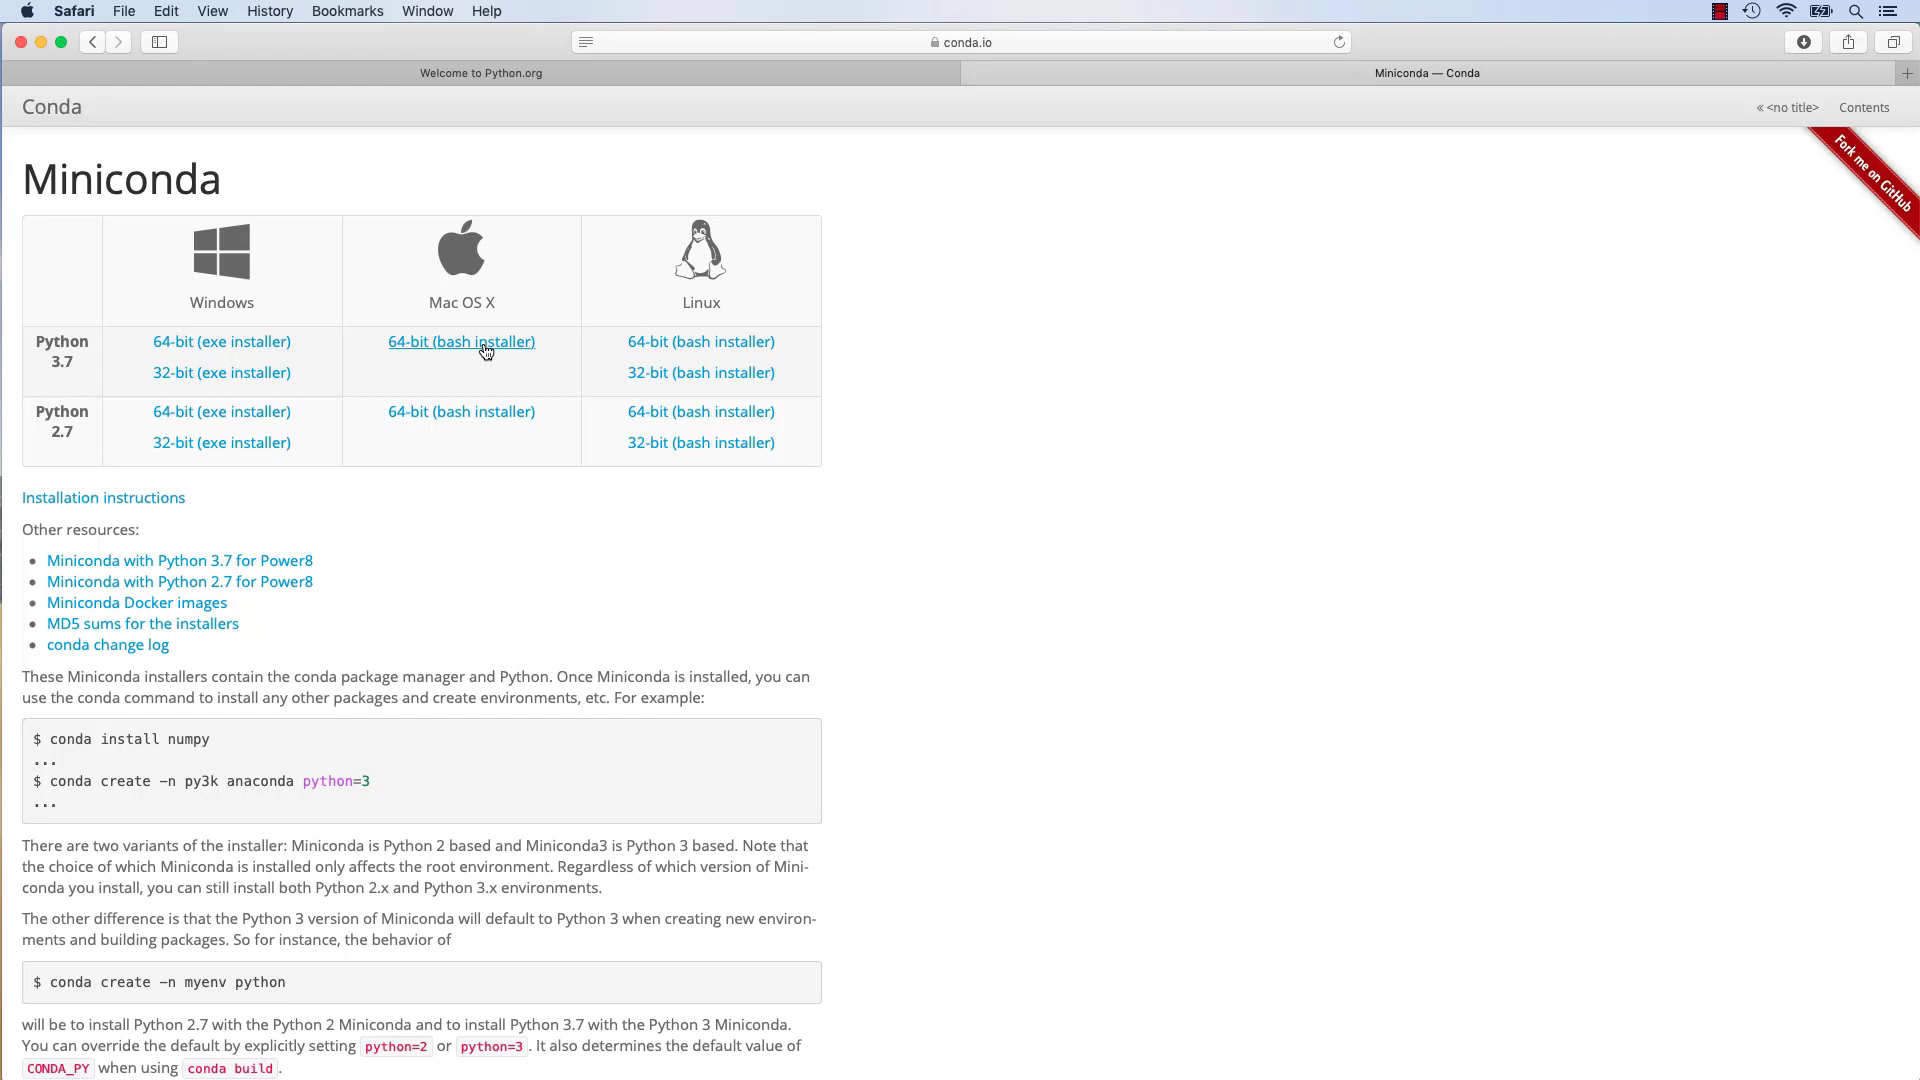 Safari File Edit View History Bookmarks Window Help
conda.io
Welcome to Python.org
Miniconda — Conda
Conda
« <no title> Contents
Fork me on GitHub
Miniconda
Windows Mac OS X Linux
Python 3.7
64-bit (exe installer) 64-bit (bash installer) 64-bit (bash installer)
32-bit (exe installer) 32-bit (bash installer)
Python 2.7
64-bit (exe installer) 64-bit (bash installer) 64-bit (bash installer)
32-bit (exe installer) 32-bit (bash installer)
Installation instructions
Other resources:
Miniconda with Python 3.7 for Power8
Miniconda with Python 2.7 for Power8
Miniconda Docker images
MD5 sums for the installers
conda change log
These Miniconda installers contain the conda package manager and Python. Once Miniconda is installed, you can
use the conda command to install any other packages and create environments, etc. For example:
$ conda install numpy
...
$ conda create -n py3k anaconda python=3
...
There are two variants of the installer: Miniconda is Python 2 based and Miniconda3 is Python 3 based. Note that
the choice of which Miniconda is installed only affects the root environment. Regardless of which version of Mini-
conda you install, you can still install both Python 2.x and Python 3.x environments.
The other difference is that the Python 3 version of Miniconda will default to Python 3 when creating new environ-
ments and building packages. So for instance, the behavior of
$ conda create -n myenv python
will be to install Python 2.7 with the Python 2 Miniconda and to install Python 3.7 with the Python 3 Miniconda.
You can override the default by explicitly setting python=2 or python=3. It also determines the default value of
CONDA_PY when using conda build.